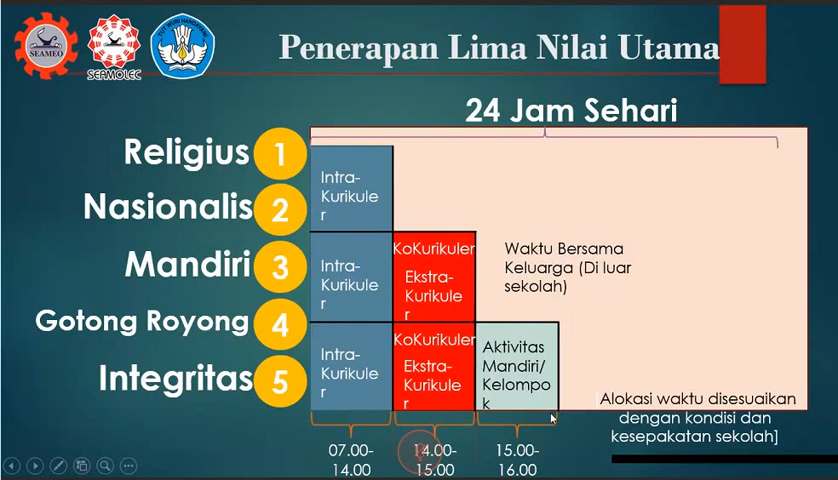 TUT WURI HANDAYANI
SEAMEO
SEAMOLEC
Penerapan Lima Nilai Utama
24 Jam Sehari
Religius 1
Nasionalis 2
Mandiri 3
Gotong Royong 4
Integritas 5
Intra-
Kurikule
r
Intra-
Kurikule
r
Intra-
Kurikule
r
KoKurikuler
Ekstra-
Kurikule
r
KoKurikuler
Ekstra-
Kurikule
r
Aktivitas
Mandiri/
Kelompo
k
Waktu Bersama
Keluarga (Di luar
sekolah)
07.00-
14.00
14.00-
15.00
15.00-
16.00
Alokasi waktu disesuaikan
dengan kondisi dan
kesepakatan sekolah]